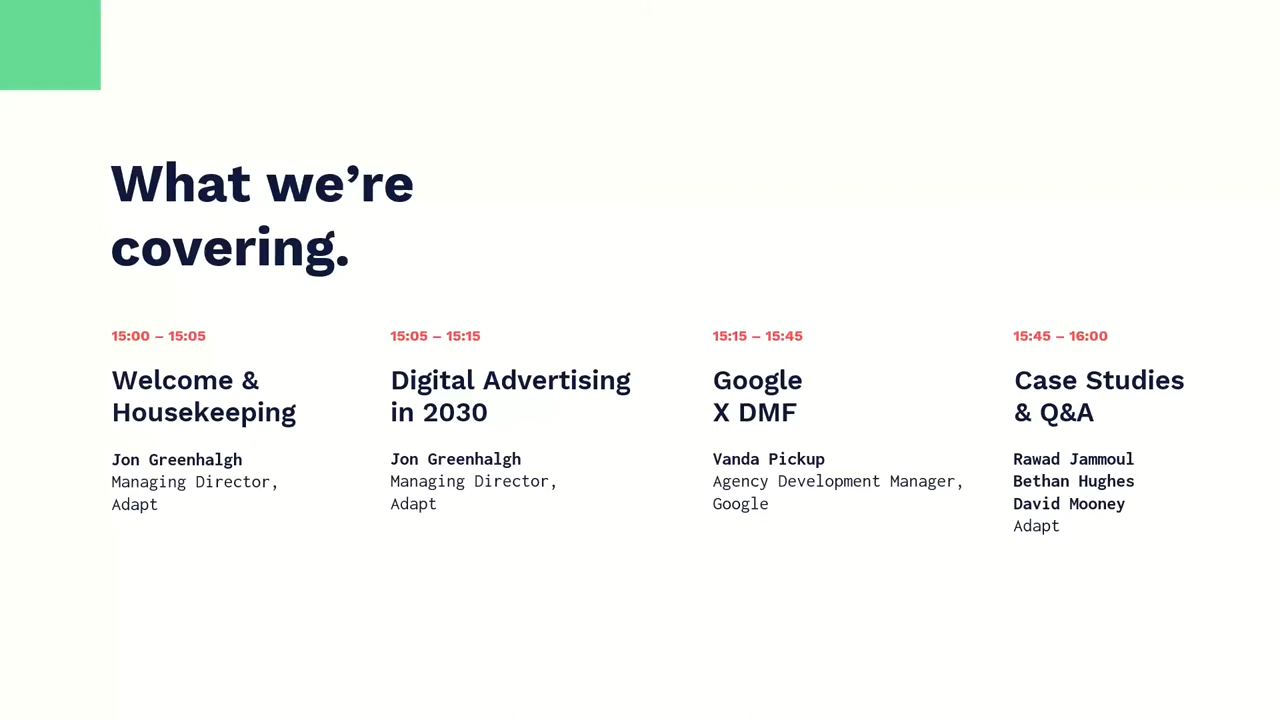 What we’re
covering.
15:00 – 15:05
Welcome &
Housekeeping
Jon Greenhalgh
Managing Director,
Adapt
15:05 – 15:15
Digital Advertising
in 2030
Jon Greenhalgh
Managing Director,
Adapt
15:15 – 15:45
Google
X DMF
Vanda Pickup
Agency Development Manager,
Google
15:45 – 16:00
Case Studies
& Q&A
Rawad Jammoul
Bethan Hughes
David Mooney
Adapt